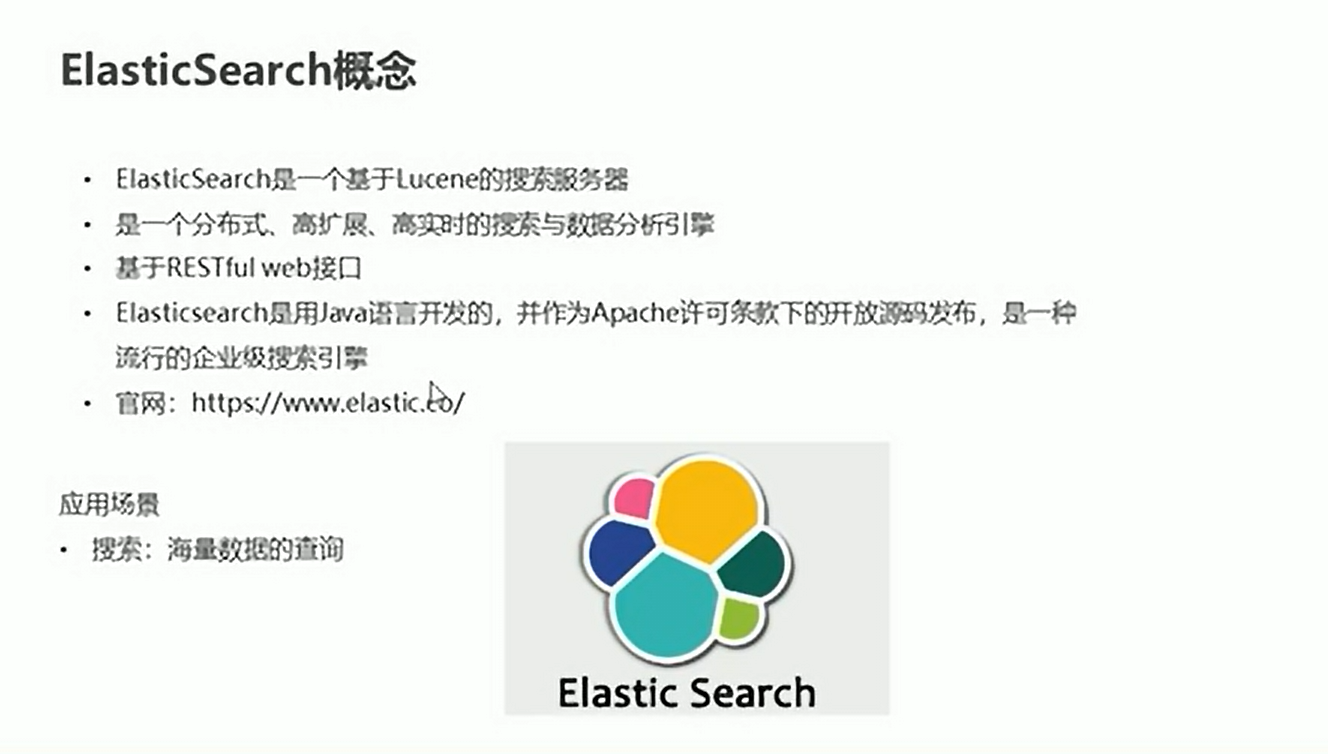 ElasticSearch概念
• ElasticSearch是一个基于Lucene的搜索服务器
• 是一个分布式、高扩展、高实时的搜索与数据分析引擎
• 基于RESTful web接口
• Elasticsearch是用Java语言开发的，并作为Apache许可条款下的开放源码发布，是一种
流行的企业级搜索引擎
• 官网：https://www.elastic.co/
应用场景
• 搜索：海量数据的查询
Elastic Search